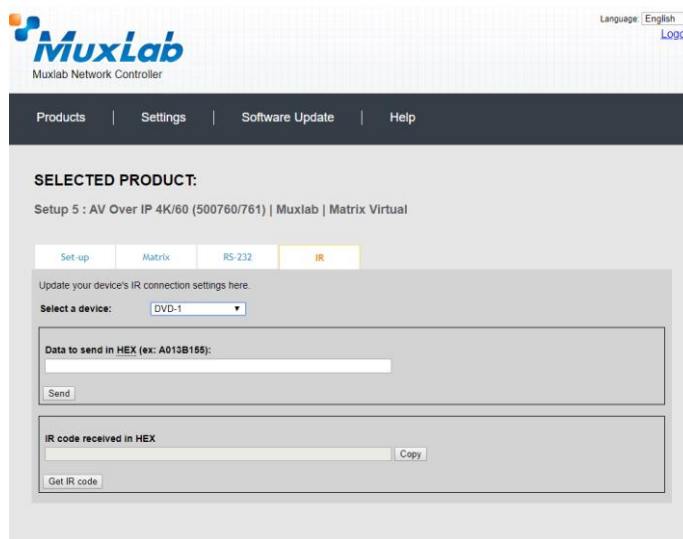 Language: English
MuxLab
Muxlab Network Controller
Products | Settings | Software Update | Help
SELECTED PRODUCT:
Setup 5 : AV Over IP 4K/60 (500760/761) | Muxlab | Matrix Virtual
Set-up Matrix RS-232 IR
Update your device's IR connection settings here.
Select a device: DVD-1
Data to send in HEX (ex: A013B155):
Send
IR code received in HEX
Copy
Get IR code